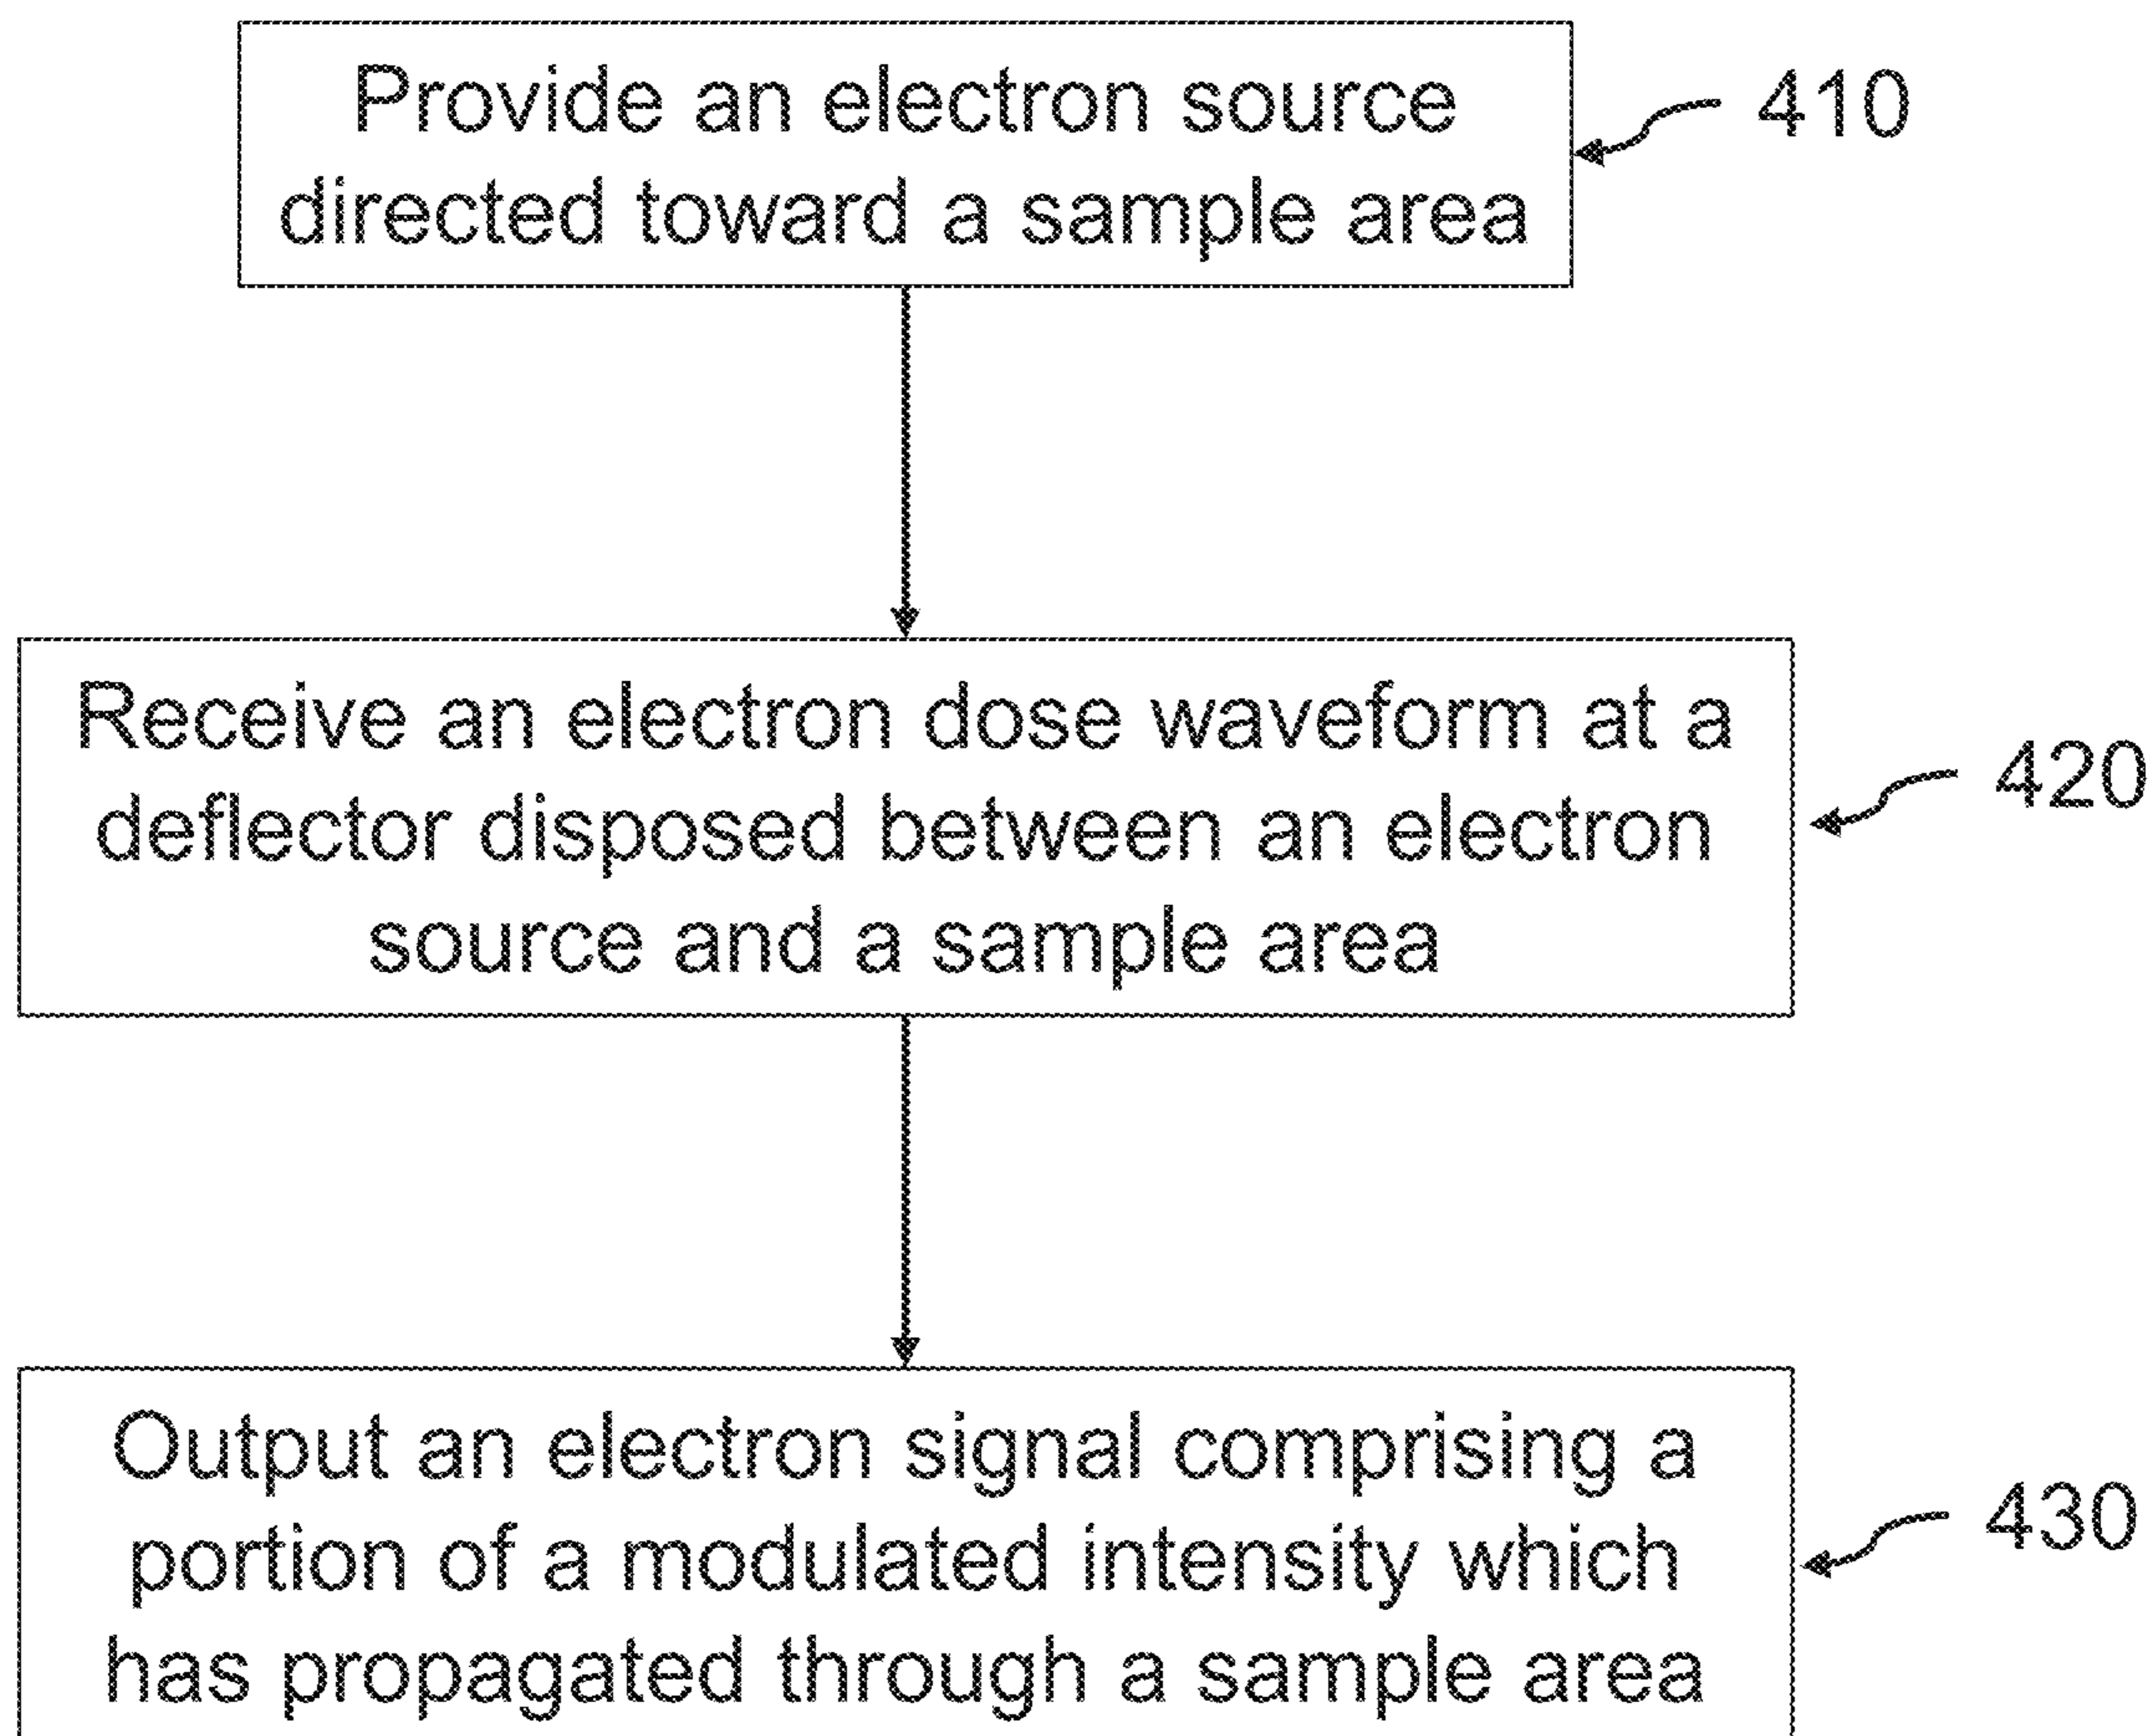 Provide an electron source
directed toward a sample area
410
Receive an electron dose waveform at a
deflector disposed between an electron
source and a sample area
420
Output an electron signal comprising a
portion of a modulated intensity which
has propagated through a sample area
430